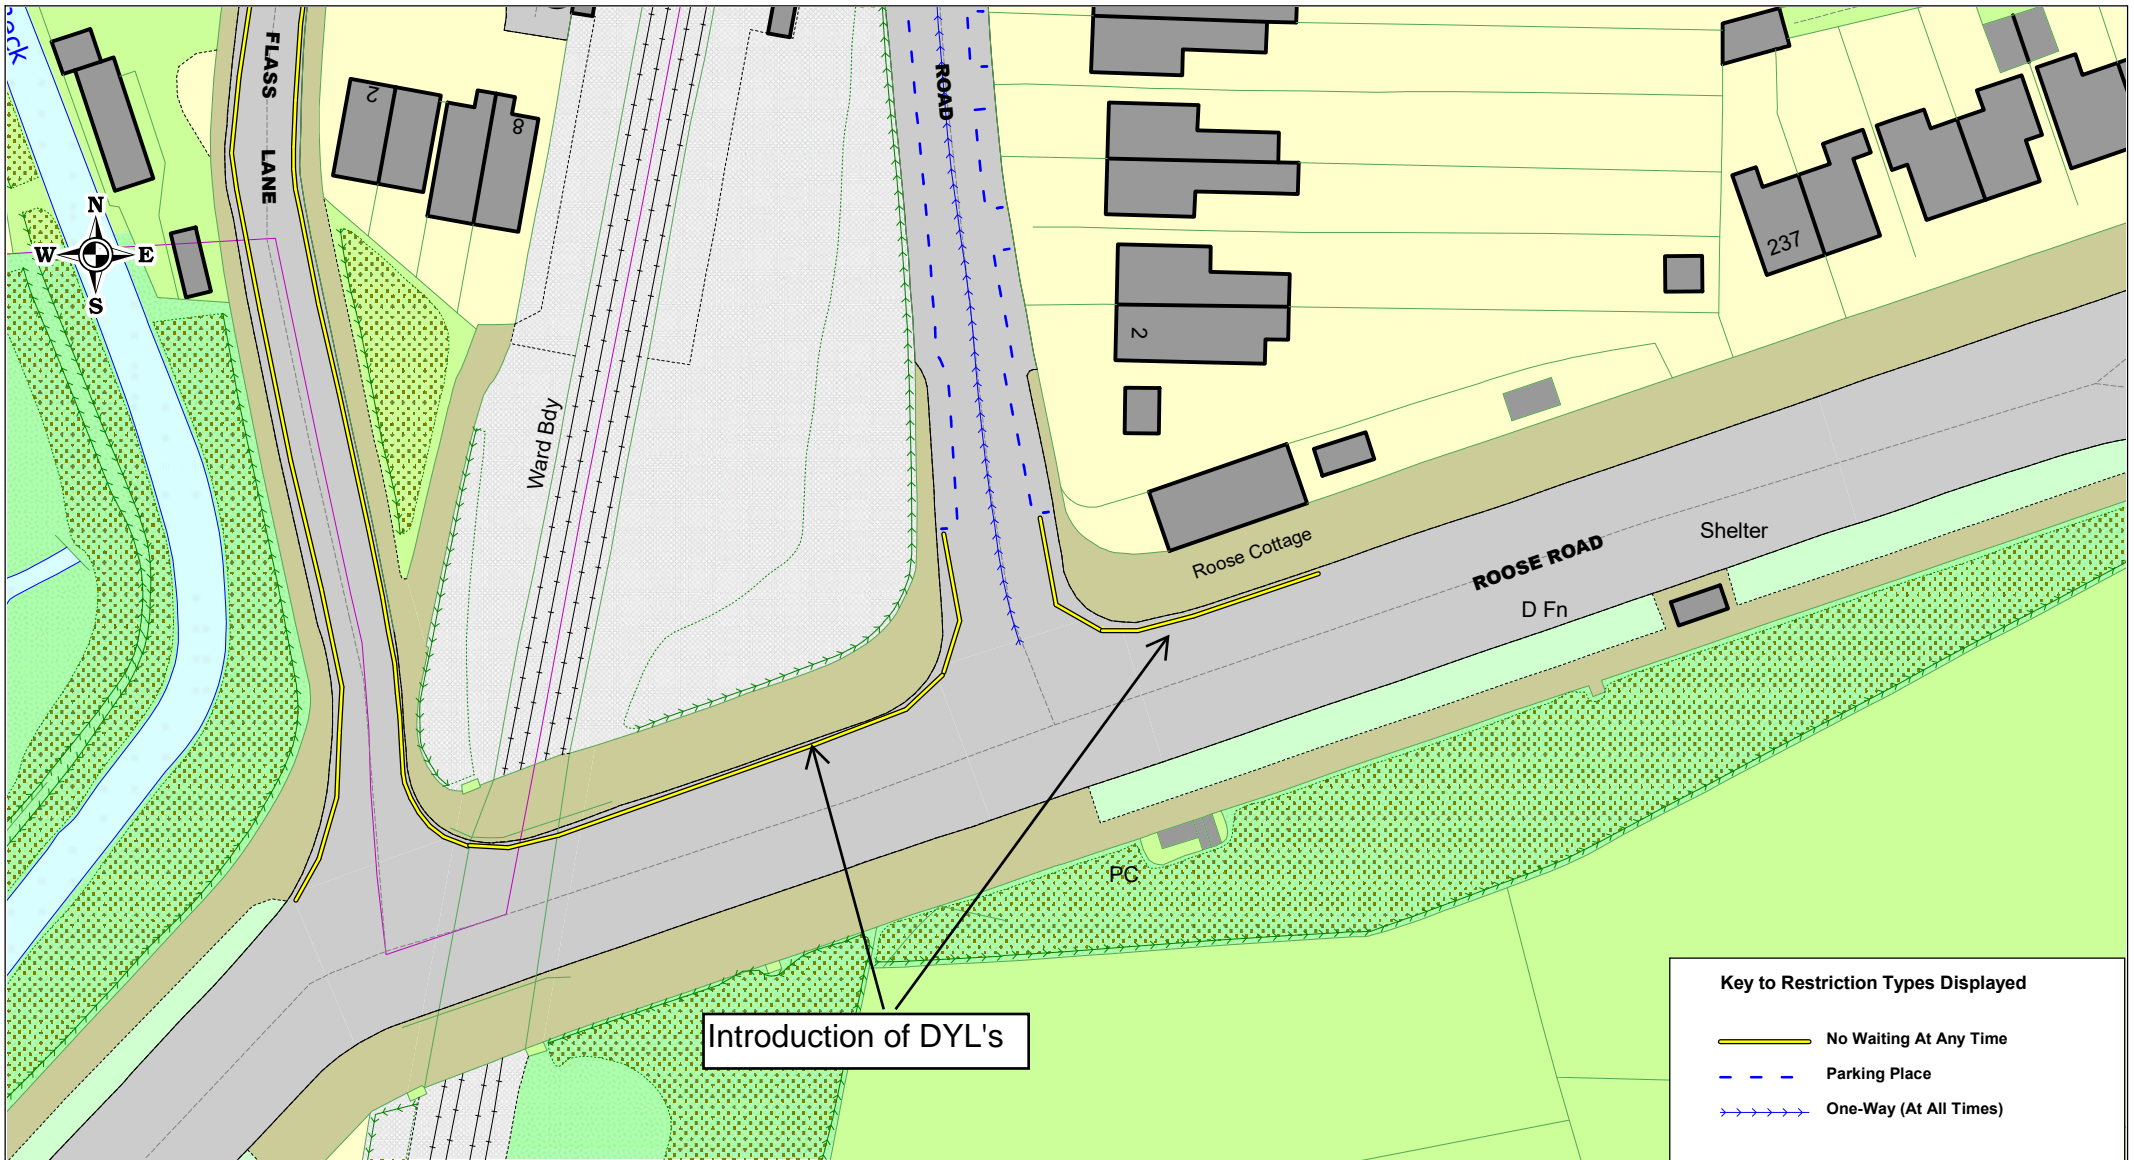 FLASS
LANE
2
8
N
W
E
S
Ward Bdy
ROAD
2
237
Roose Cottage
ROOSE ROAD
Shelter
D Fn
PC
Introduction of DYL's
Key to Restriction Types Displayed
No Waiting At Any Time
Parking Place
One-Way (At All Times)